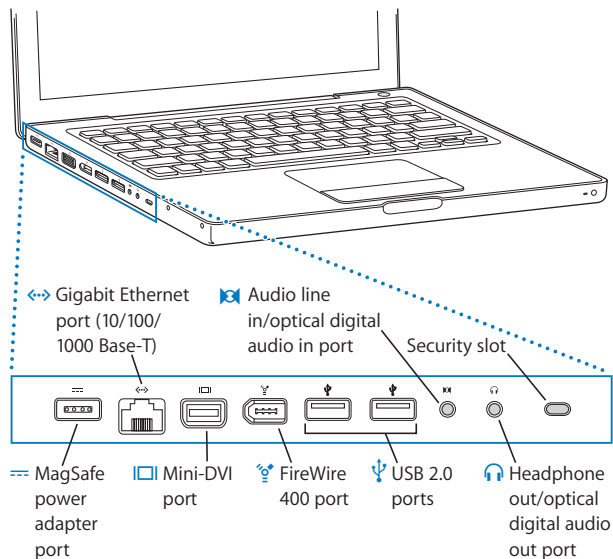 Gigabit Ethernet
port (10/100/
1000 Base-T)
Audio line
in/optical digital
audio in port
Security slot
MagSafe
power
adapter
port
Mini-DVI
port
FireWire
400 port
USB 2.0
ports
Headphone
out/optical
digital audio
out port